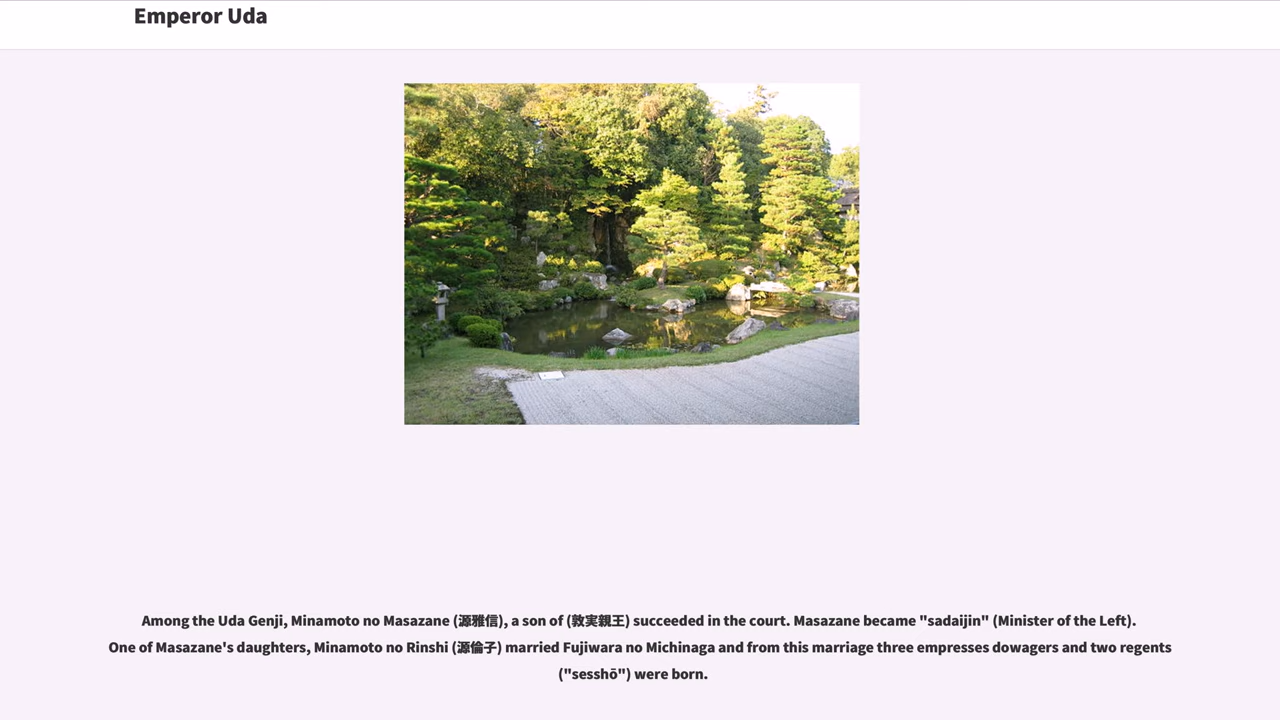 Emperor Uda
Among the Uda Genji, Minamoto no Masazane (源雅信), a son of (敦実親王) succeeded in the court. Masazane became "sadaijin" (Minister of the Left).
One of Masazane's daughters, Minamoto no Rinshi (源倫子) married Fujiwara no Michinaga and from this marriage three empresses dowagers and two regents
("sesshō") were born.